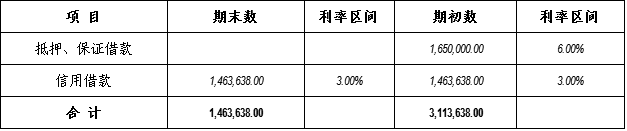 项 目 期末数 利率区间 期初数 利率区间
抵押、保证借款 1,650,000.00 6.00%
信用借款 1,463,638.00 3.00% 1,463,638.00 3.00%
合 计 1,463,638.00 3,113,638.00